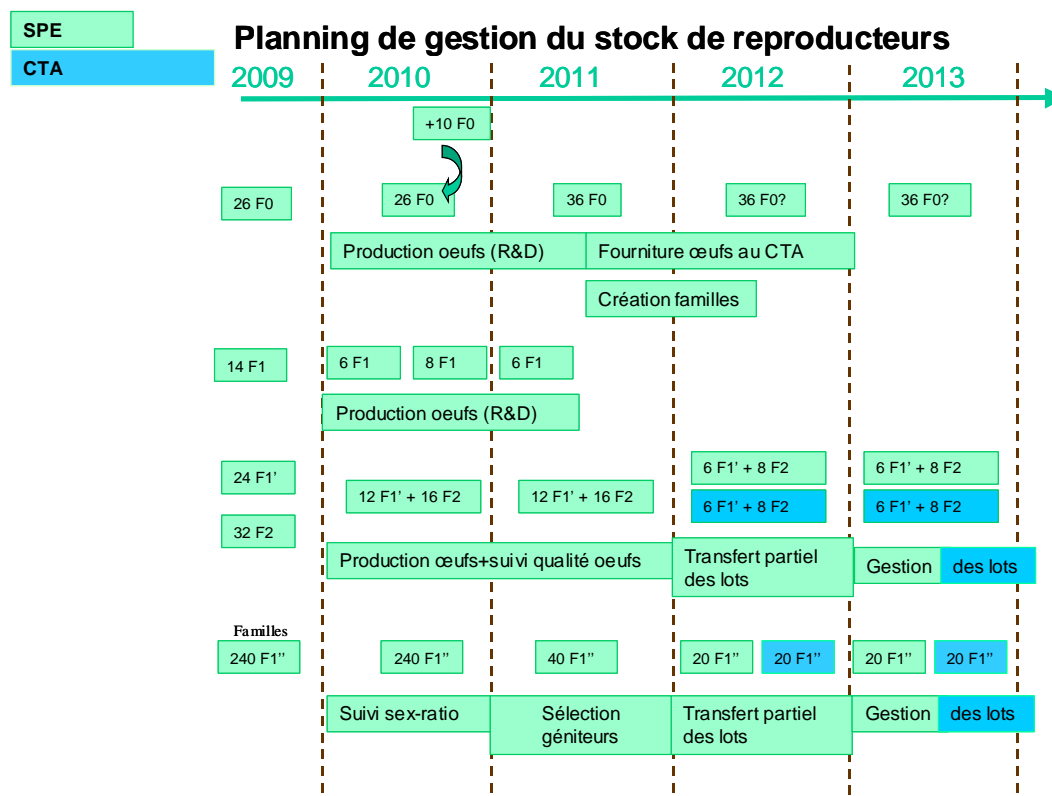 SPE
CTA
Planning de gestion du stock de reproducteurs
2009 2010 2011 2012 2013
+10 F0
26 F0 26 F0 36 F0 36 F0? 36 F0?
Production oeufs (R&D) Fourniture œufs au CTA
Création familles
14 F1 6 F1 8 F1 6 F1
Production oeufs (R&D)
24 F1' 12 F1' + 16 F2 12 F1' + 16 F2 6 F1' + 8 F2 6 F1' + 8 F2
6 F1' + 8 F2 6 F1' + 8 F2
32 F2
Production œufs+suivi qualité oeufs Transfert partiel
des lots
Gestion des lots
Familles
240 F1'' 240 F1'' 40 F1'' 20 F1'' 20 F1'' 20 F1'' 20 F1''
Suivi sex-ratio Sélection
géniteurs
Transfert partiel
des lots
Gestion des lots